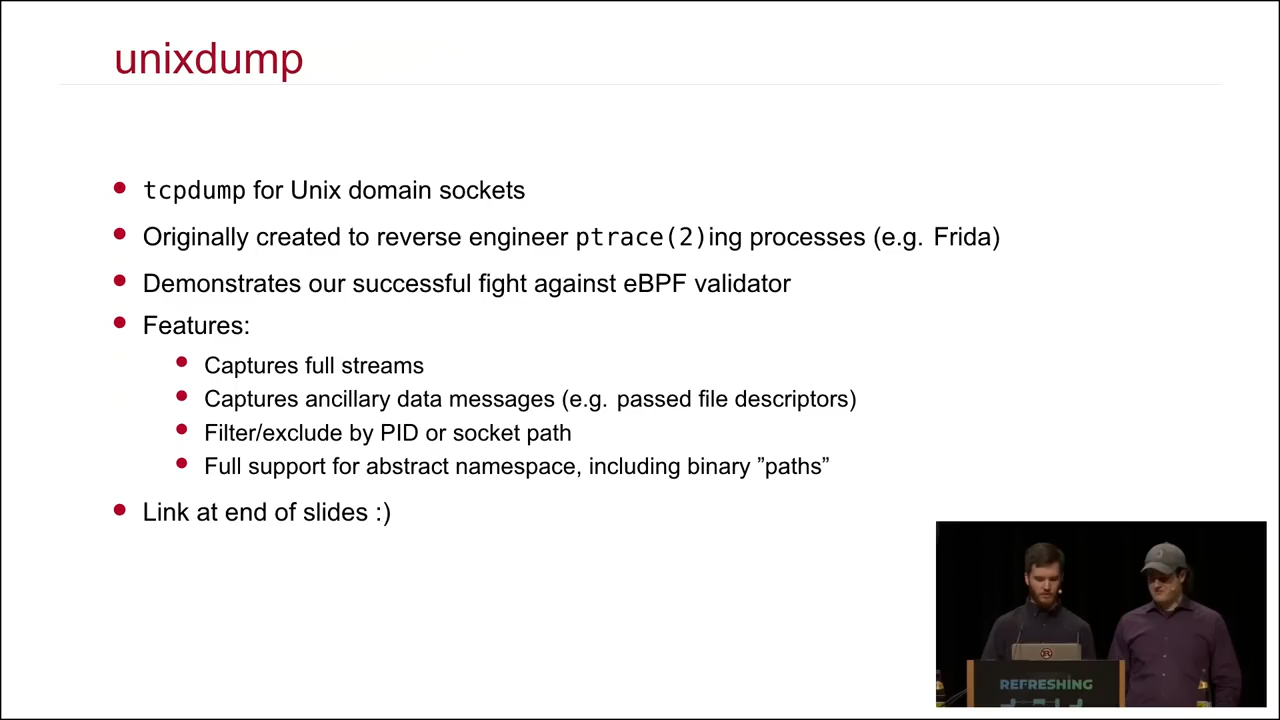 unixdump
tcpdump for Unix domain sockets
Originally created to reverse engineer ptrace(2)ing processes (e.g. Frida)
Demonstrates our successful fight against eBPF validator
Features:
Captures full streams
Captures ancillary data messages (e.g. passed file descriptors)
Filter/exclude by PID or socket path
Full support for abstract namespace, including binary ”paths”
Link at end of slides :)
REFRESHING